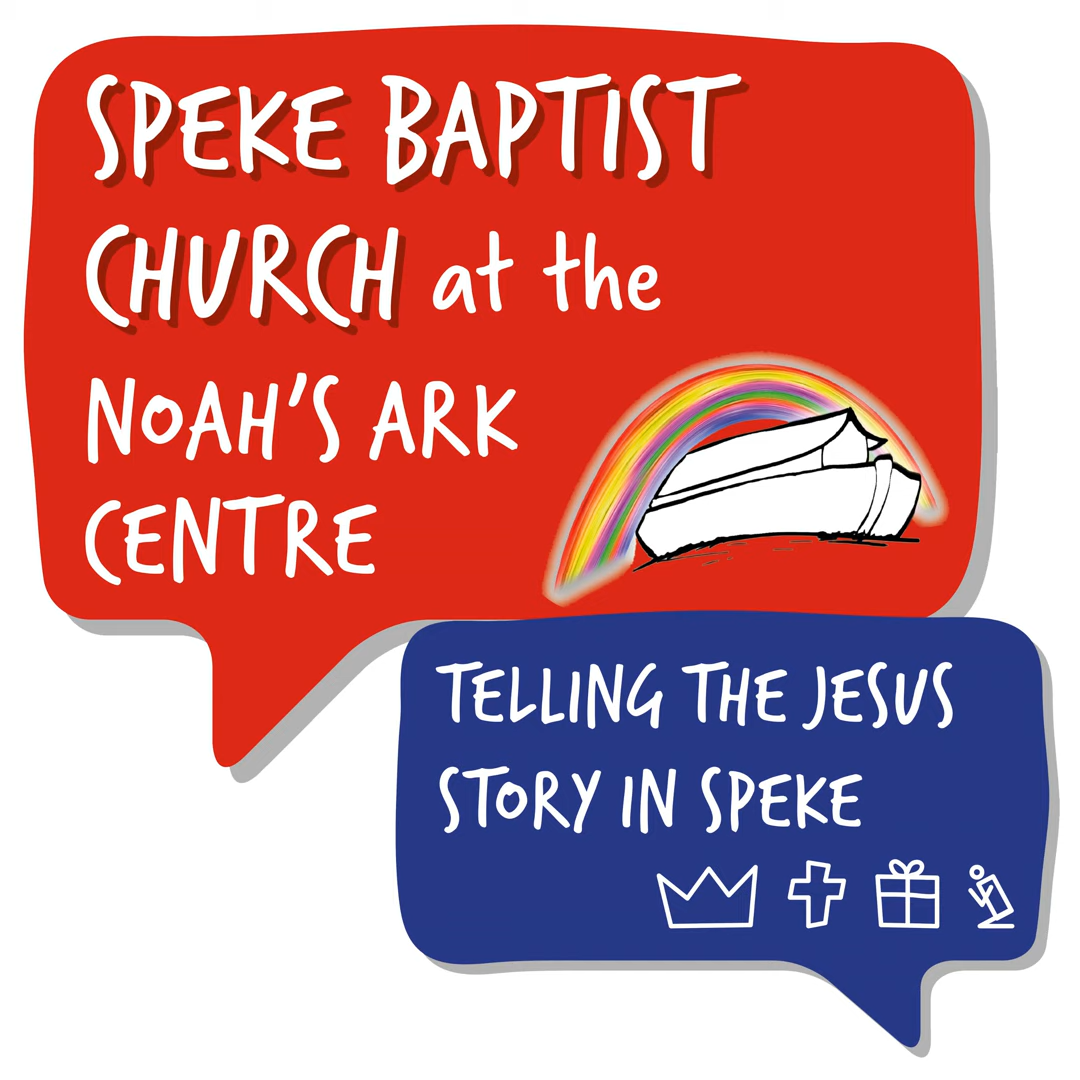 SPEKE BAPTIST
CHURCH at the
NOAH'S ARK
CENTRE
TELLING THE JESUS
STORY IN SPEKE